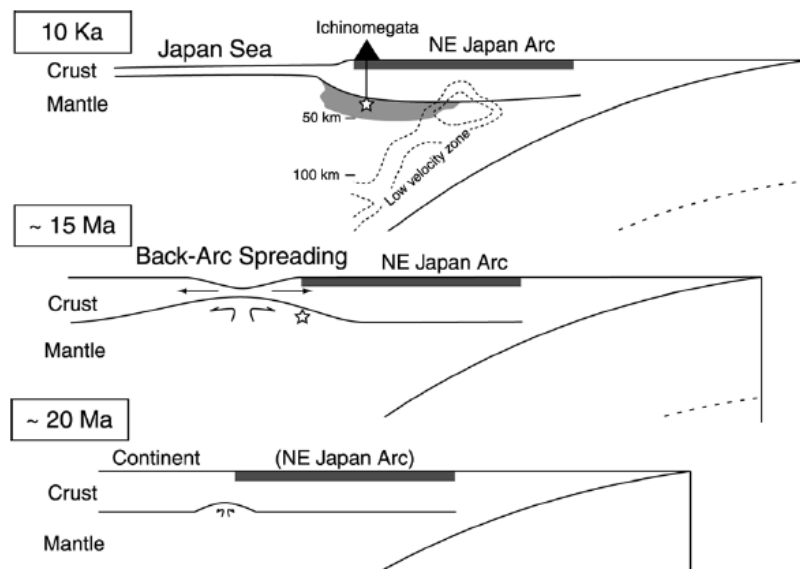 10 Ka
Ichinomegata
Japan Sea
NE Japan Arc
Crust
Mantle
50 km
100 km
Low velocity zone
~ 15 Ma
Back-Arc Spreading
NE Japan Arc
Crust
Mantle
~ 20 Ma
Continent
(NE Japan Arc)
Crust
Mantle